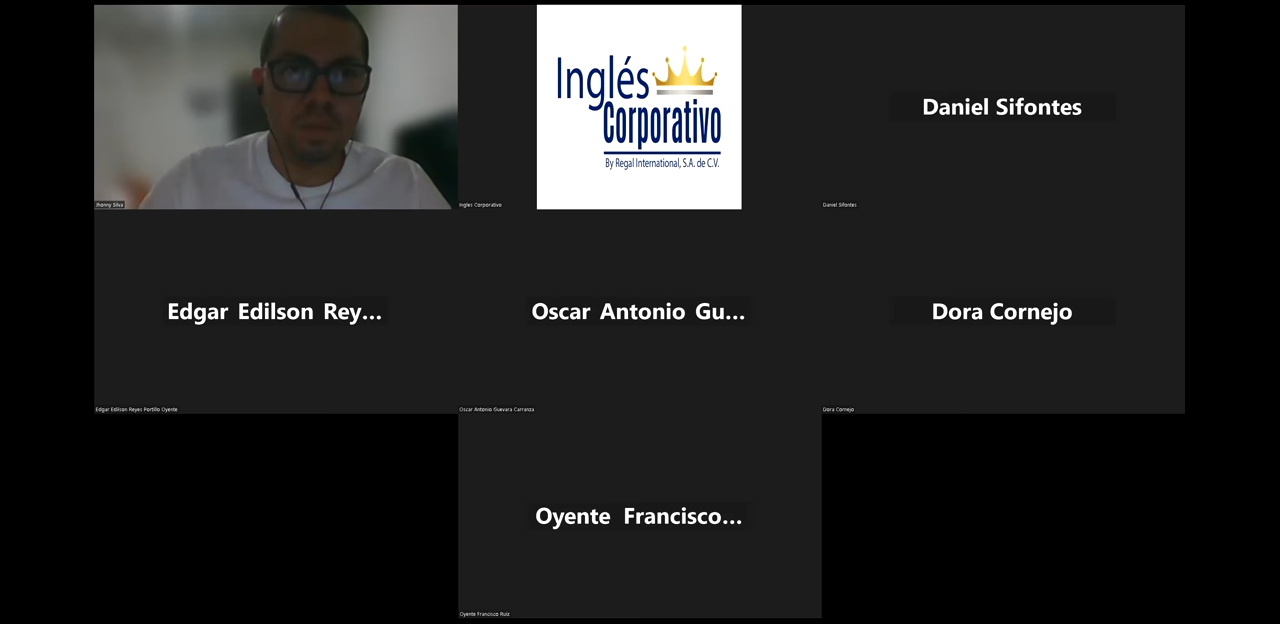 Jhonny Silva
Inglés
Corporativo
By Regal International, S.A. de C.V.
Ingles Corporativo
Daniel Sifontes
Daniel Sifontes
Edgar Edilson Rey...
Edgar Edilson Reyes Portillo Oyente
Oscar Antonio Gu...
Oscar Antonio Guevara Carranza
Dora Cornejo
Dora Cornejo
Oyente Francisco...
Oyente Francisco Ruiz